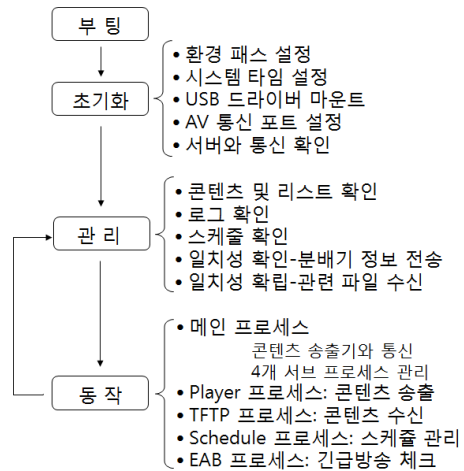 부 팅
• 환경 패스 설정
• 시스템 타임 설정
초기화
• USB 드라이버 마운트
• AV 통신 포트 설정
• 서버와 통신 확인
• 콘텐츠 및 리스트 확인
• 로그 확인
관 리
• 스케줄 확인
• 일치성 확인-분배기 정보 전송
• 일치성 확립-관련 파일 수신
• 메인 프로세스
콘텐츠 송출기와 통신
4개 서브 프로세스 관리
동 작
• Player 프로세스: 콘텐츠 송출
• TFTP 프로세스: 콘텐츠 수신
• Schedule 프로세스: 스케쥴 관리
• EAB 프로세스: 긴급방송 체크